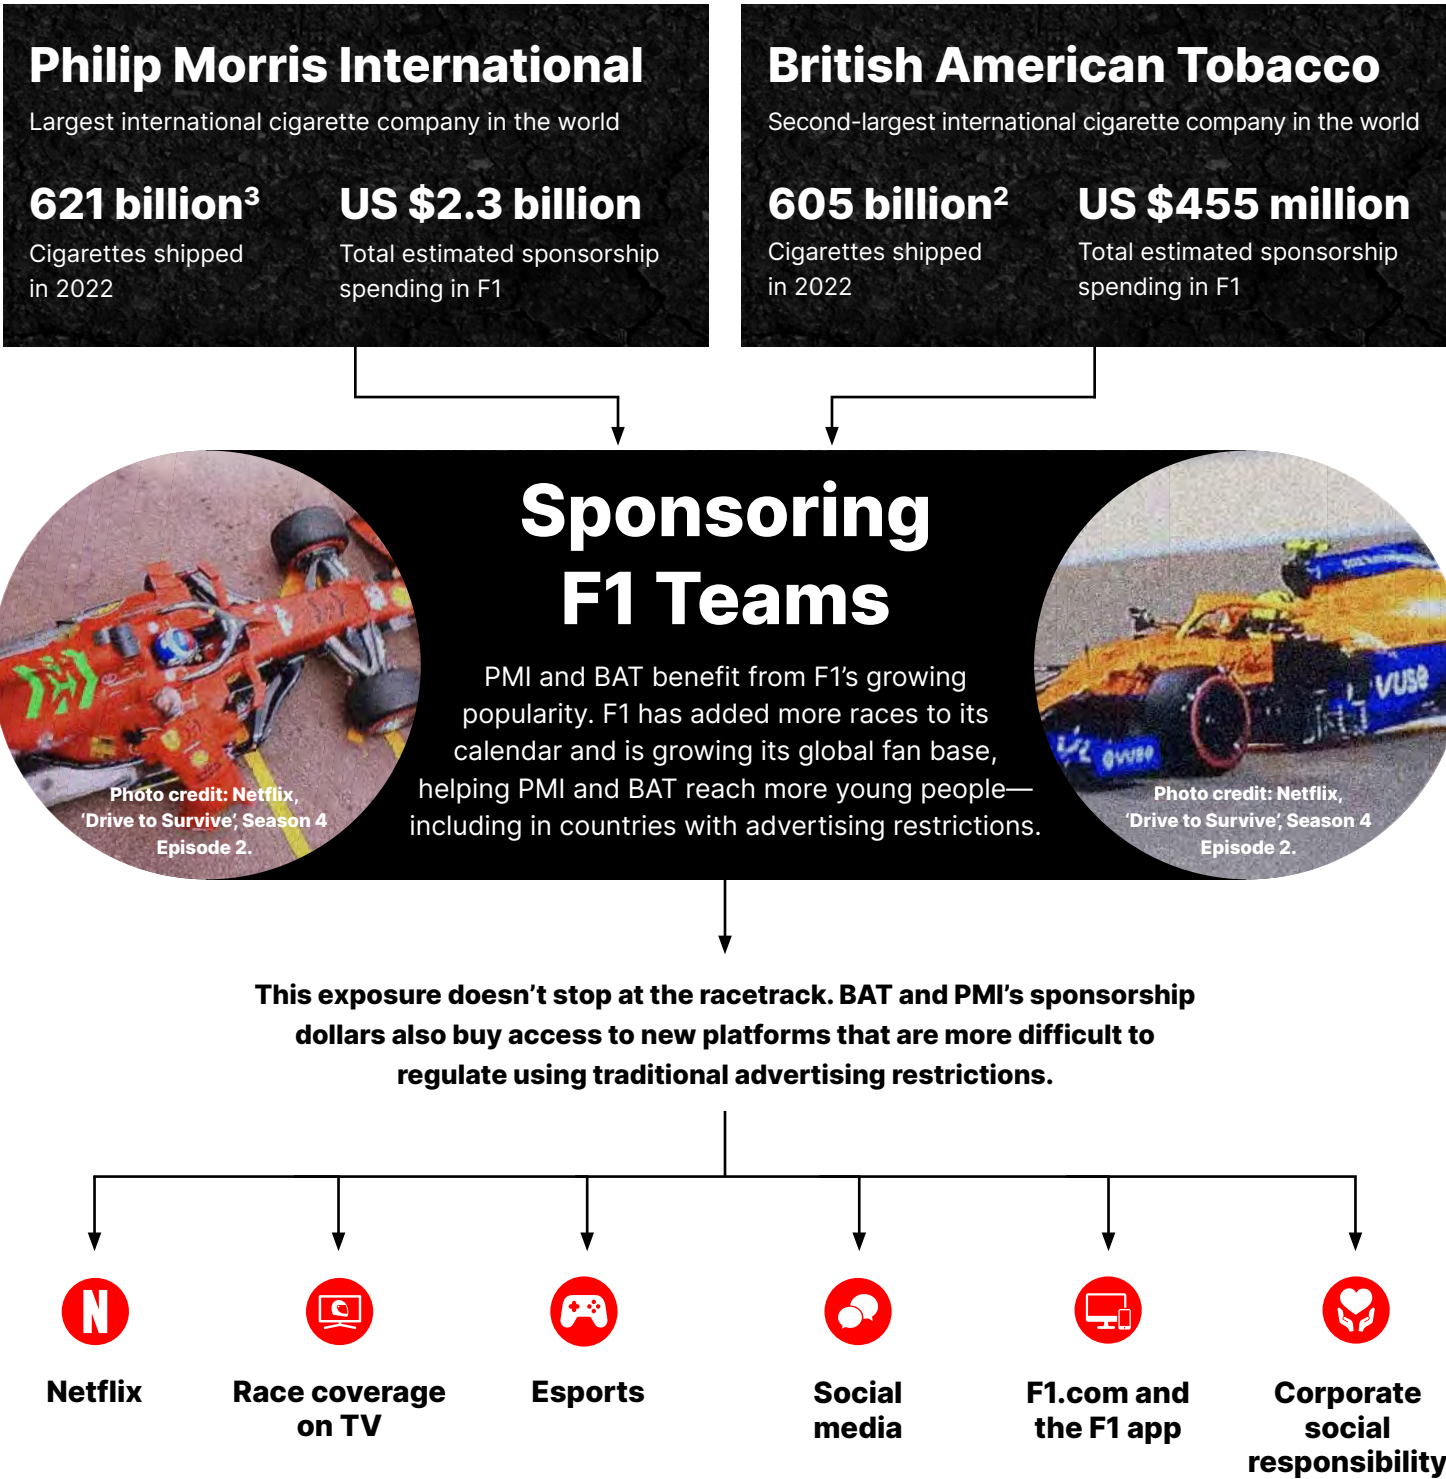 Philip Morris International
Largest international cigarette company in the world
621 billion³
Cigarettes shipped
in 2022
US $2.3 billion
Total estimated sponsorship
spending in F1
British American Tobacco
Second-largest international cigarette company in the world
605 billion²
Cigarettes shipped
in 2022
US $455 million
Total estimated sponsorship
spending in F1
Sponsoring
F1 Teams
PMI and BAT benefit from F1’s growing
popularity. F1 has added more races to its
calendar and is growing its global fan base,
helping PMI and BAT reach more young people—
including in countries with advertising restrictions.
Photo credit: Netflix,
‘Drive to Survive’, Season 4
Episode 2.
vuse
vuse
Photo credit: Netflix,
‘Drive to Survive’, Season 4
Episode 2.
This exposure doesn’t stop at the racetrack. BAT and PMI’s sponsorship
dollars also buy access to new platforms that are more difficult to
regulate using traditional advertising restrictions.
N
Netflix
Race coverage
on TV
Esports
Social
media
F1.com and
the F1 app
Corporate
social
responsibility